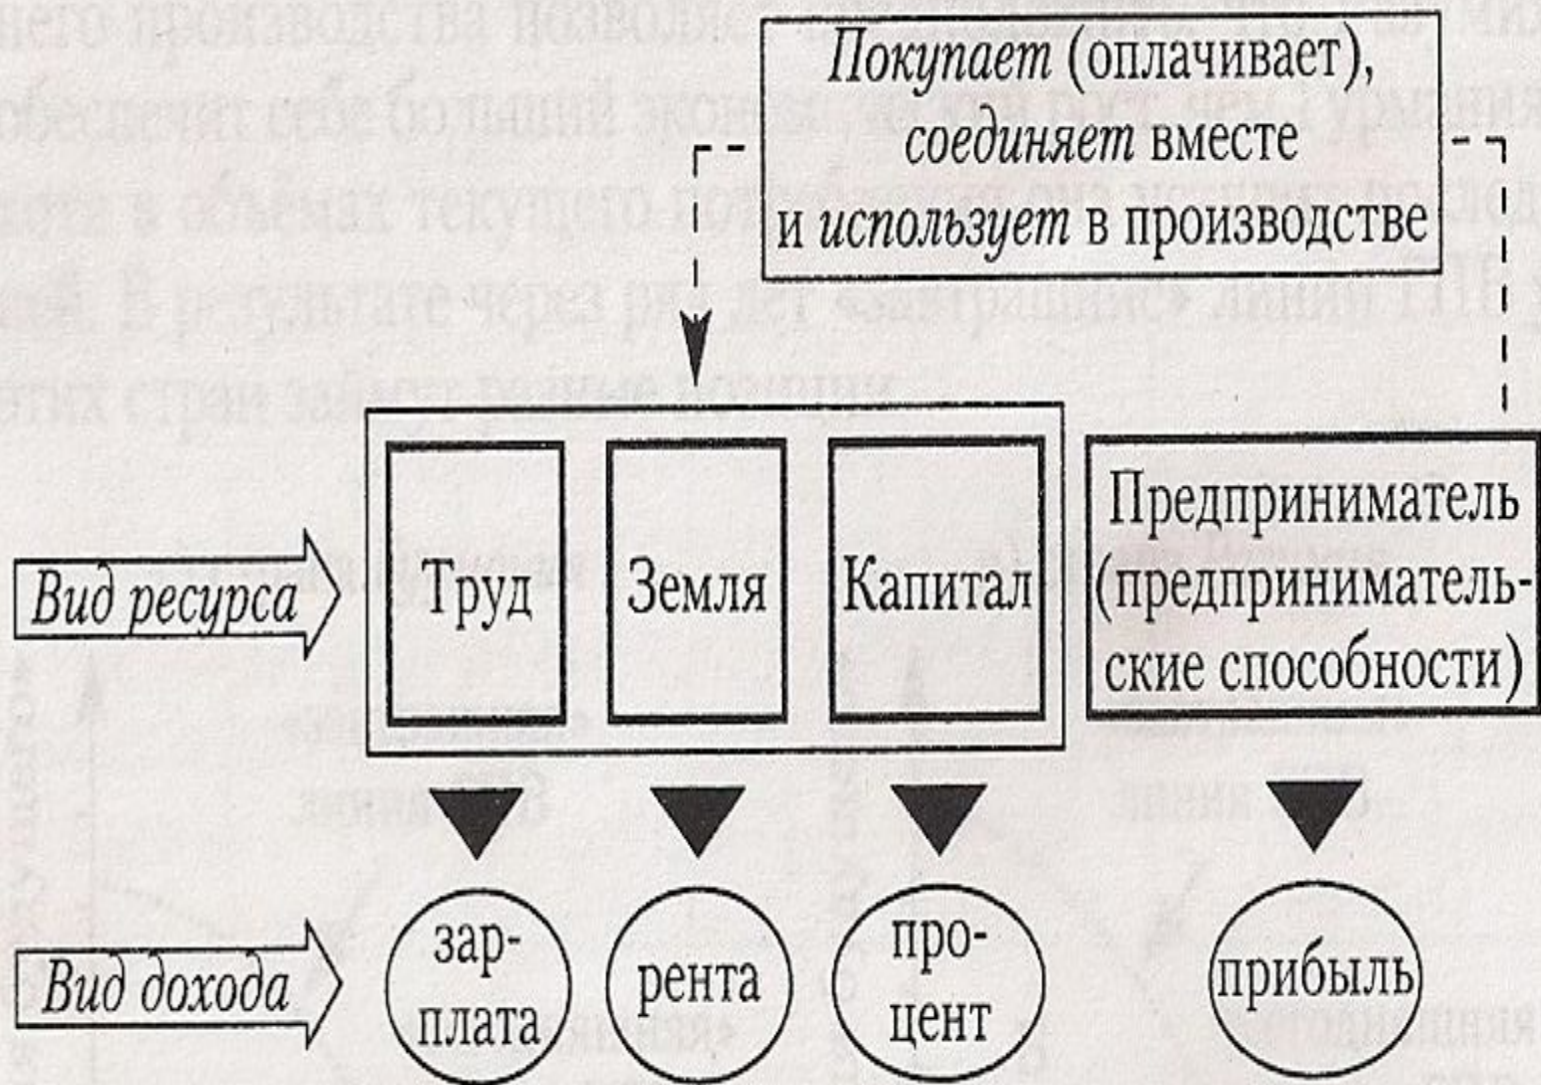 Покупает (оплачивает),
соединяет вместе
и использует в производстве
Вид ресурса
Труд
Земля
Капитал
Предприниматель
(предприниматель-
ские способности)
Вид дохода
зар-
плата
рента
про-
цент
прибыль